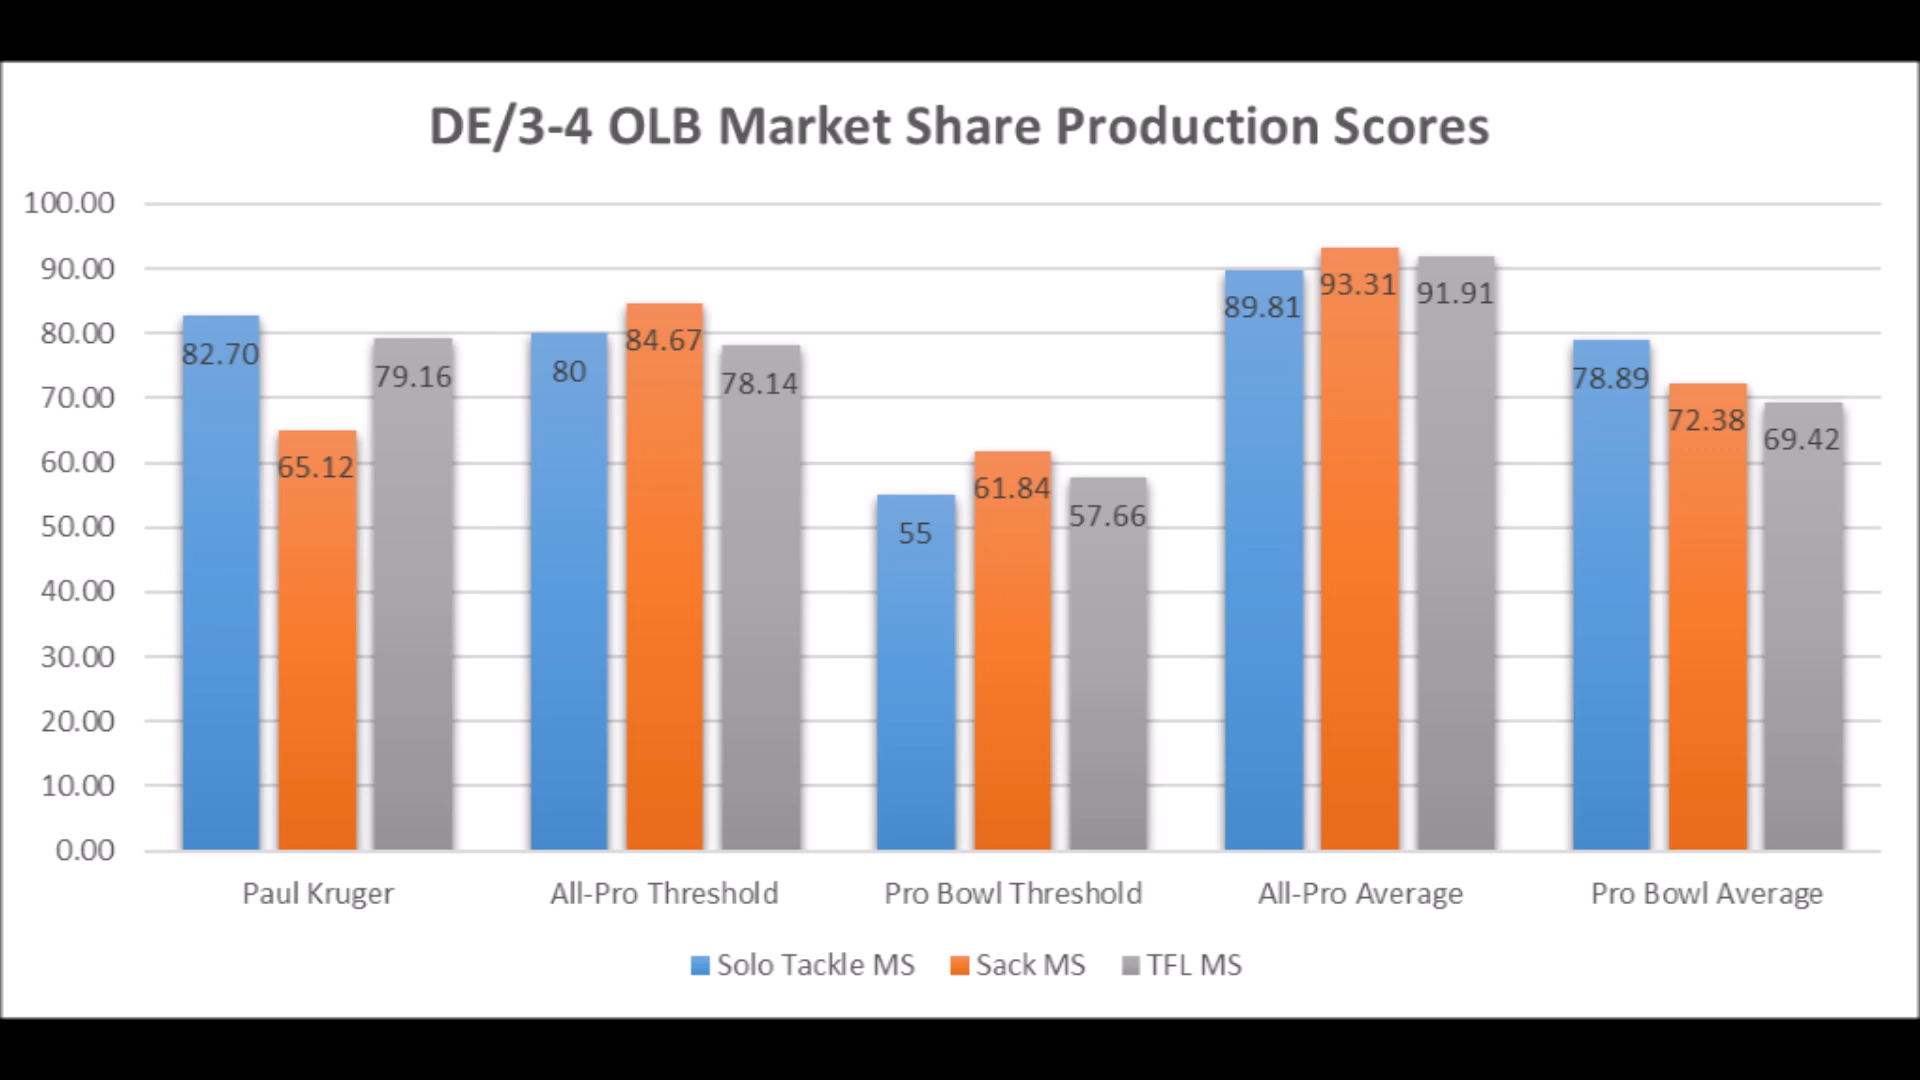 DE/3-4 OLB Market Share Production Scores
100.00
90.00
80.00
70.00
60.00
50.00
40.00
30.00
20.00
10.00
0.00
82.70
65.12
79.16
80
84.67
78.14
55
61.84
57.66
89.81
93.31
91.91
78.89
72.38
69.42
Paul Kruger
All-Pro Threshold
Pro Bowl Threshold
All-Pro Average
Pro Bowl Average
Solo Tackle MS
Sack MS
TFL MS